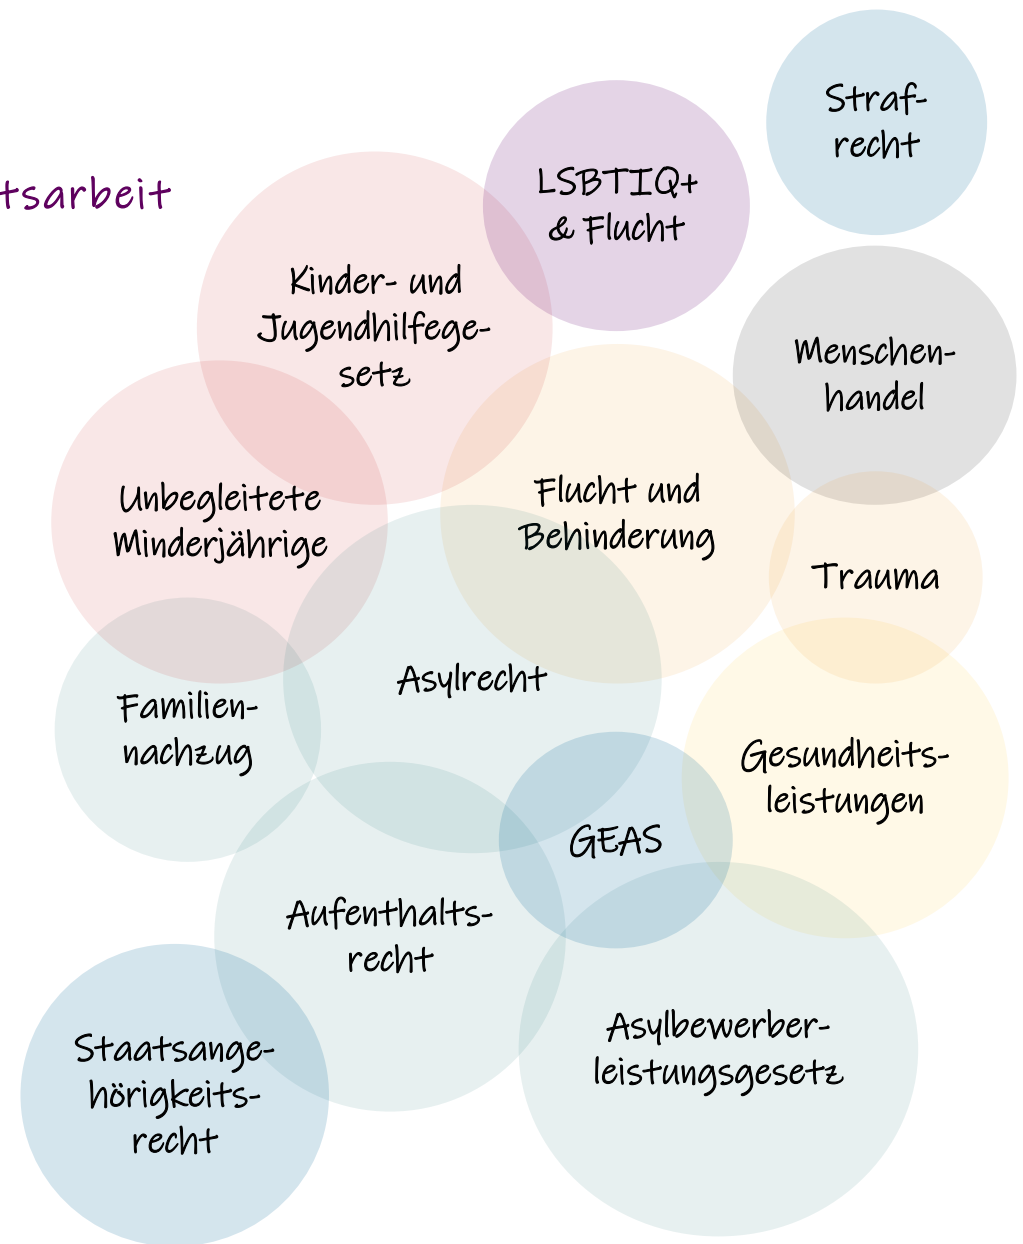 Straf-
recht
LSBTIQ+
& Flucht
tsarbeit
Kinder- und
Jugendhilfege-
setz
Menschen-
handel
Unbegleitete
Minderjährige
Flucht und
Behinderung
Trauma
Asylrecht
Familien-
nachzug
Gesundheits-
leistungen
GEAS
Aufenthalts-
recht
Asylbewerber-
leistungsgesetz
Staatsange-
hörigkeits-
recht